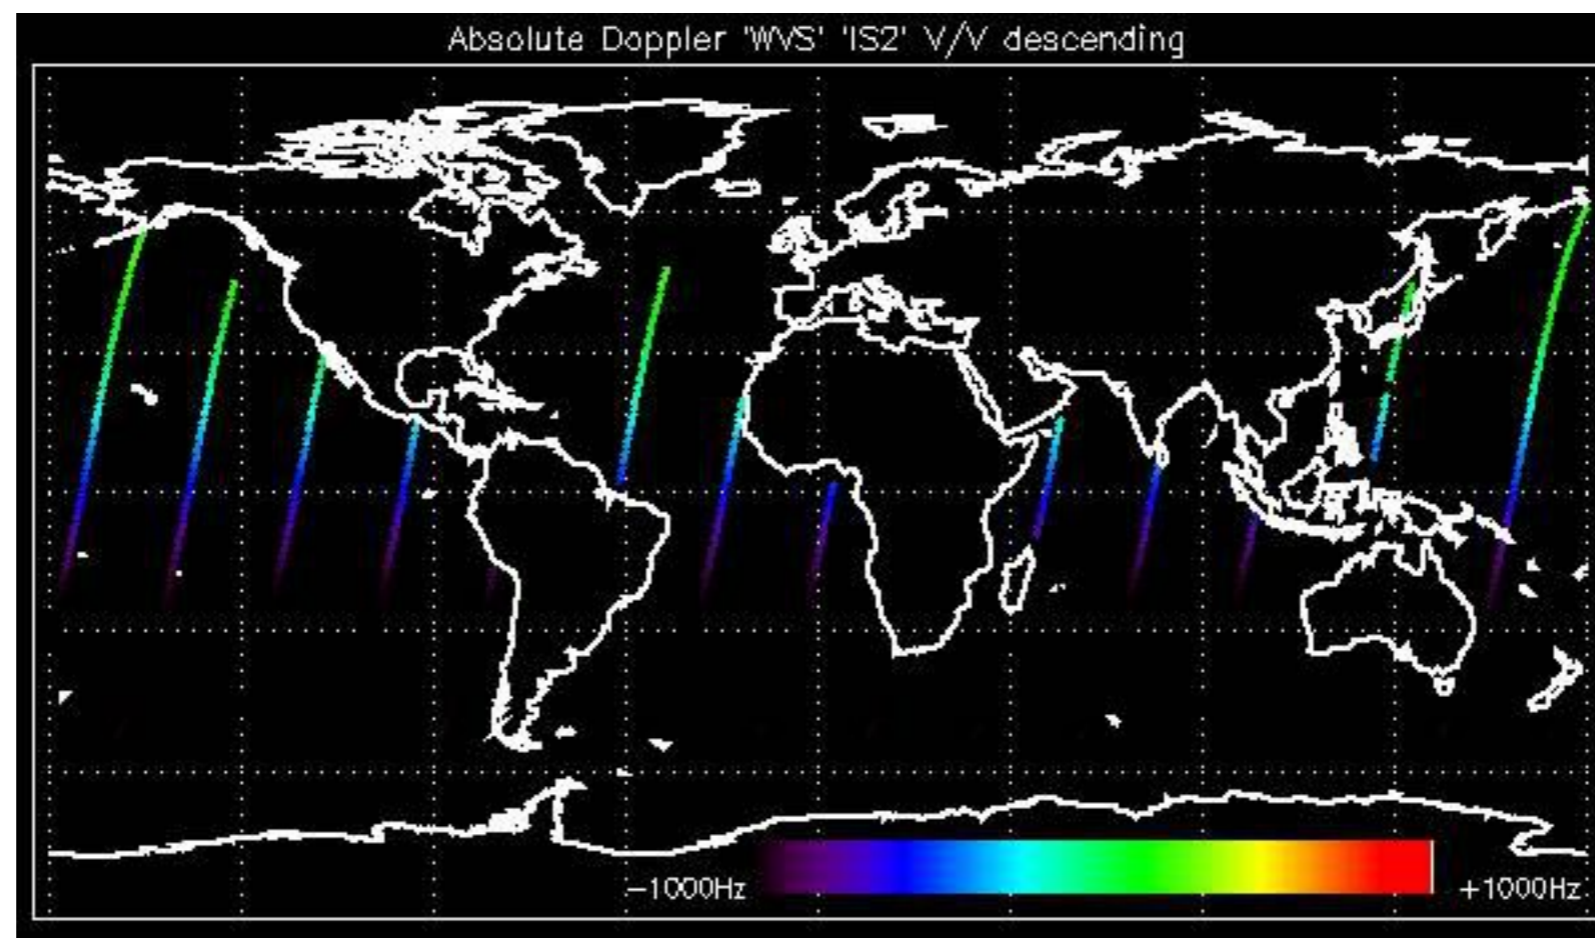 Absolute Doppler 'WVS' 'IS2' V/V descending
−1000Hz +1000Hz